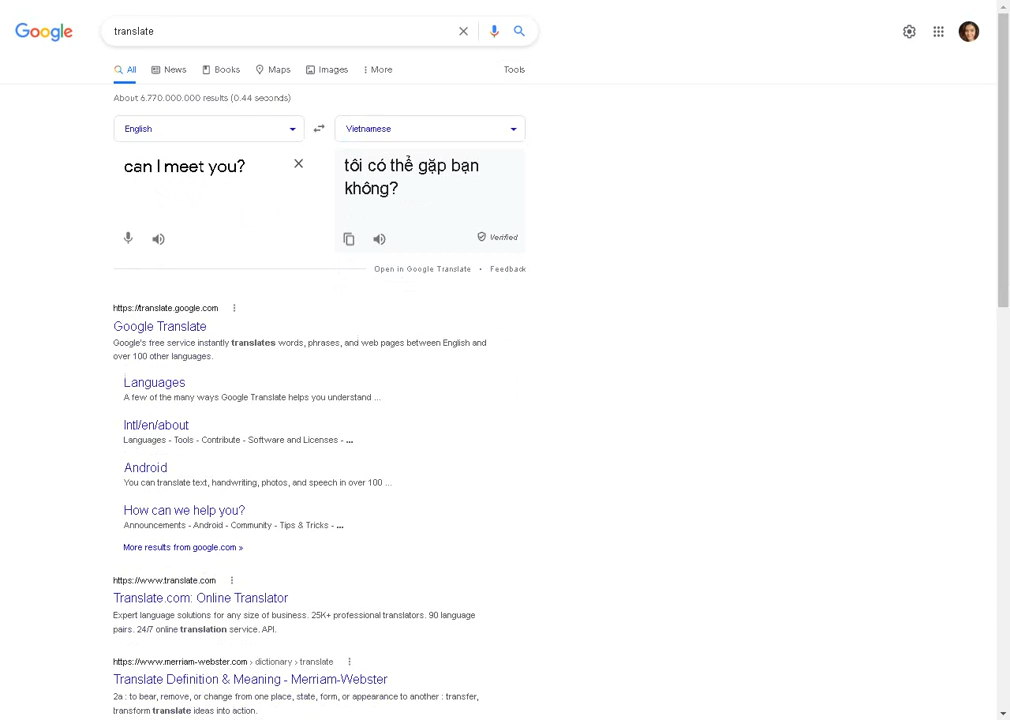 Google
translate
All News Books Maps Images More Tools
About 6.770.000.000 results (0.44 seconds)
English Vietnamese
can I meet you?
tôi có thể gặp bạn
không?
Verified
Open in Google Translate • Feedback
https://translate.google.com
Google Translate
Google's free service instantly translates words, phrases, and web pages between English and
over 100 other languages.
Languages
A few of the many ways Google Translate helps you understand ...
Intl/en/about
Languages - Tools - Contribute - Software and Licenses - ...
Android
You can translate text, handwriting, photos, and speech in over 100 ...
How can we help you?
Announcements - Android - Community - Tips & Tricks - ...
More results from google.com »
https://www.translate.com
Translate.com: Online Translator
Expert language solutions for any size of business. 25K+ professional translators. 90 language
pairs. 24/7 online translation service. API.
https://www.merriam-webster.com › dictionary › translate
Translate Definition & Meaning - Merriam-Webster
2a : to bear, remove, or change from one place, state, form, or appearance to another : transfer,
transform translate ideas into action.